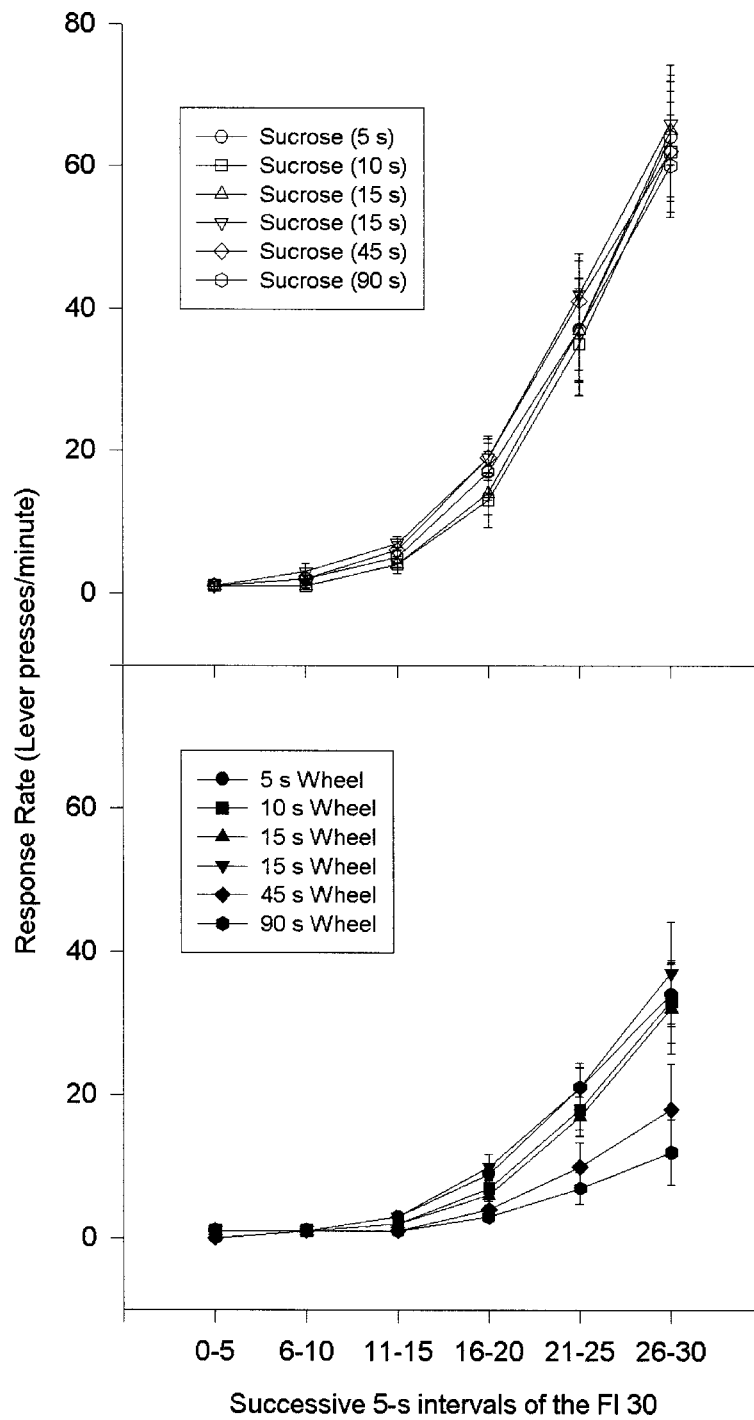 80
60
40
20
0
Sucrose (5 s)
Sucrose (10 s)
Sucrose (15 s)
Sucrose (15 s)
Sucrose (45 s)
Sucrose (90 s)
Response Rate (Lever presses/minute)
60
40
20
0
5 s Wheel
10 s Wheel
15 s Wheel
15 s Wheel
45 s Wheel
90 s Wheel
0-5 6-10 11-15 16-20 21-25 26-30
Successive 5-s intervals of the FI 30